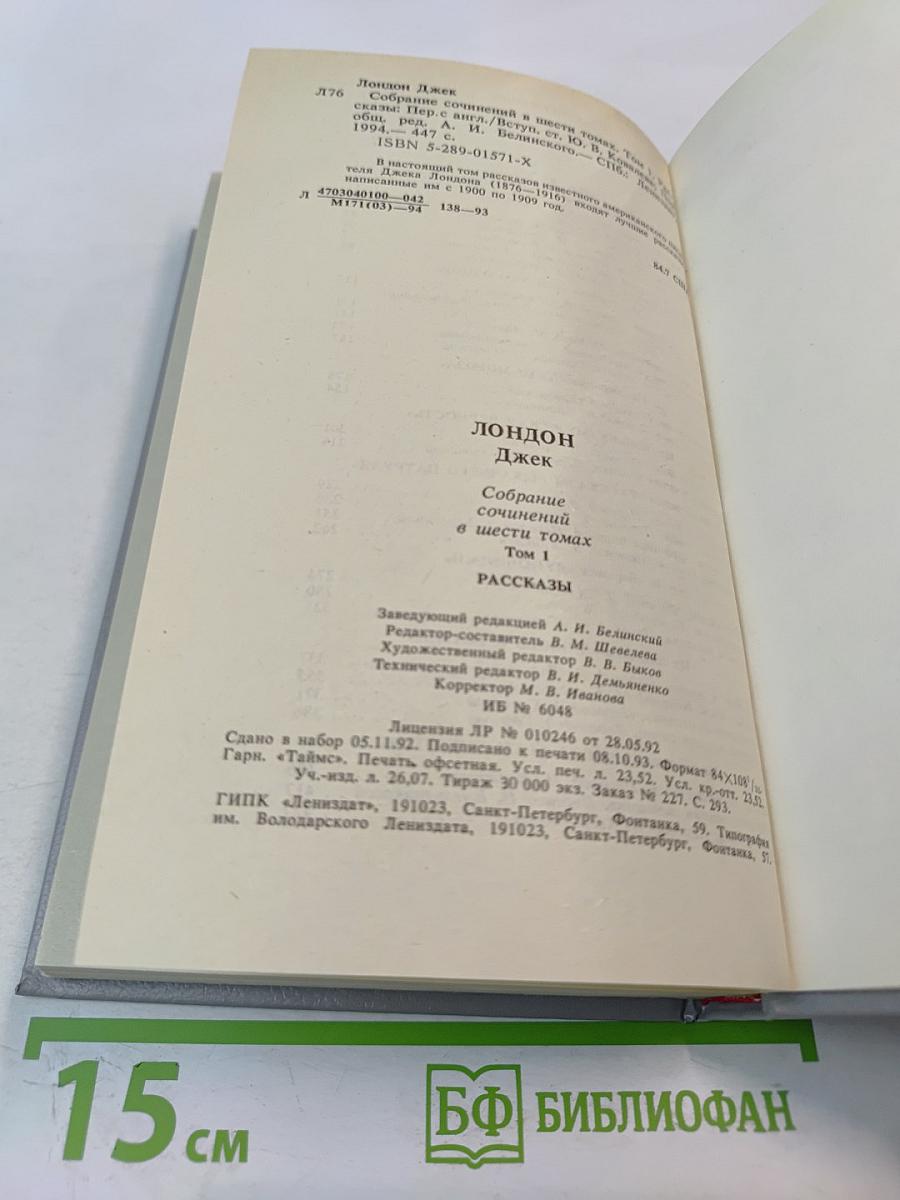 Лондон Джек
Л76 Собрание сочинений в шести томах. Том 1.
сказы: Пер. с англ./Вступ. ст. Ю. В. Ковалева;
общ. ред. А. И. Белинского.— СПб.: Лениздат,
1994.— 447 с.
ISBN 5-289-01571-X
В настоящий том рассказов известного американского
теля Джека Лондона (1876—1916) входят лучшие
написанные им с 1900 по 1909 год.
Л 4703040100—042 138—93
М171(03)—94
84.7
ЛОНДОН
Джек
Собрание
сочинений
в шести томах
Том 1
РАССКАЗЫ
Заведующий редакцией А. И. Белинский
Редактор-составитель В. М. Шевелева
Художественный редактор В. В. Быков
Технический редактор В. И. Демьяненко
Корректор М. В. Иванова
ИБ № 6048
Лицензия ЛР № 010246 от 28.05.92
Сдано в набор 05.11.92. Подписано к печати 08.10.93. Формат 84×108¹/₃₂.
Гарн. «Таймс». Печать офсетная. Усл. печ. л. 23,52. Усл. кр.-отт. 23,52.
Уч.-изд. л. 26,07. Тираж 30 000 экз. Заказ № 227. С. 293.
ГИПК «Лениздат», 191023, Санкт-Петербург, Фонтанка, 59. Типография
им. Володарского Лениздата, 191023, Санкт-Петербург, Фонтанка, 57.
15 см
БФ БИБЛИОФАН